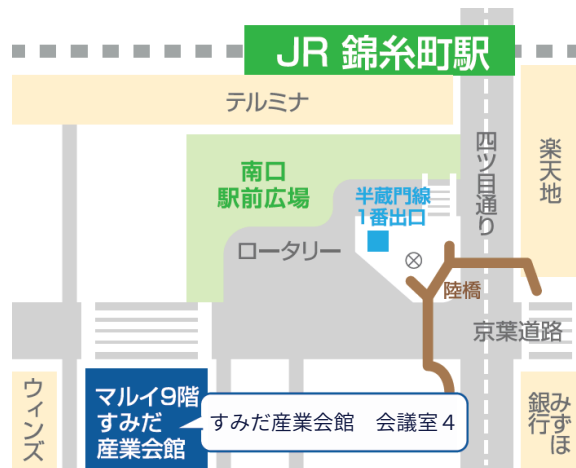 JR 錦糸町駅
テルミナ
四ツ目通り
楽天地
南口
駅前広場
半蔵門線
1番出口
ロータリー
陸橋
京葉道路
ウィンズ
マルイ9階
すみだ
産業会館
すみだ産業会館　会議室４
みずほ
銀行